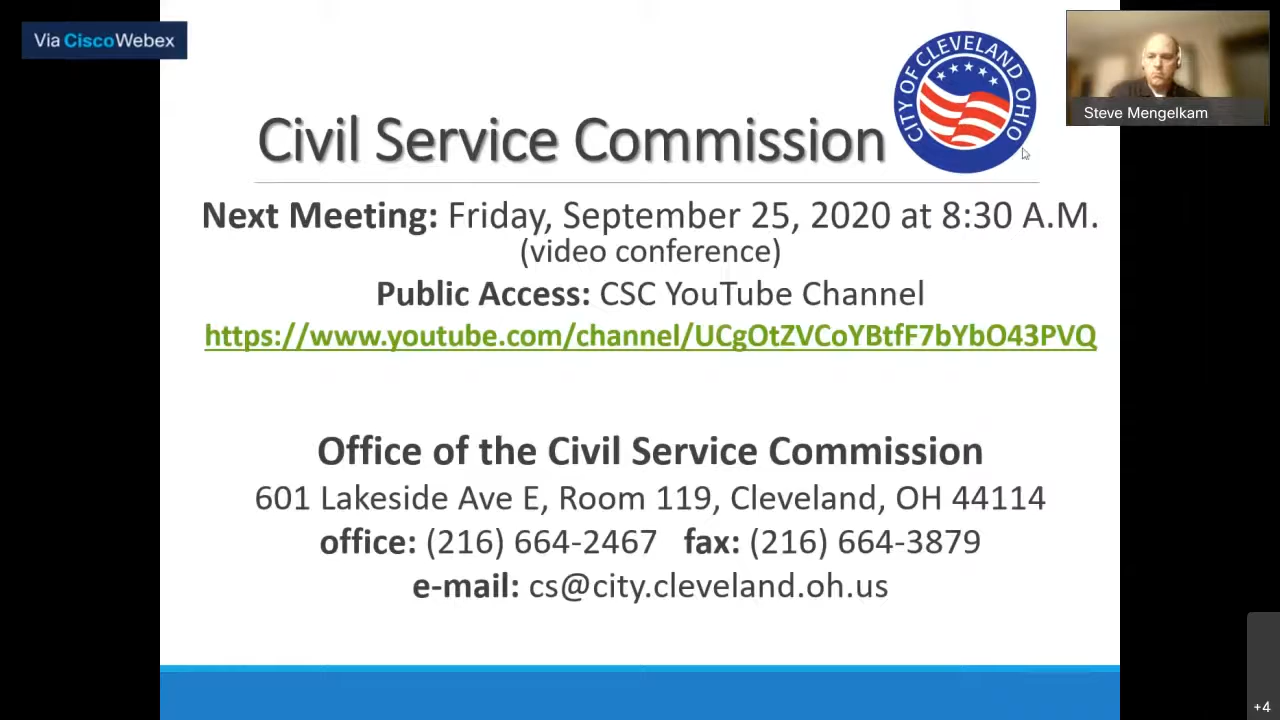 Via Cisco Webex
CITY OF CLEVELAND OHIO
Steve Mengelkam
Civil Service Commission
Next Meeting: Friday, September 25, 2020 at 8:30 A.M.
(video conference)
Public Access: CSC YouTube Channel
https://www.youtube.com/channel/UCgOtZVCoYBtfF7bYbO43PVQ
Office of the Civil Service Commission
601 Lakeside Ave E, Room 119, Cleveland, OH 44114
office: (216) 664-2467 fax: (216) 664-3879
e-mail: cs@city.cleveland.oh.us
+4